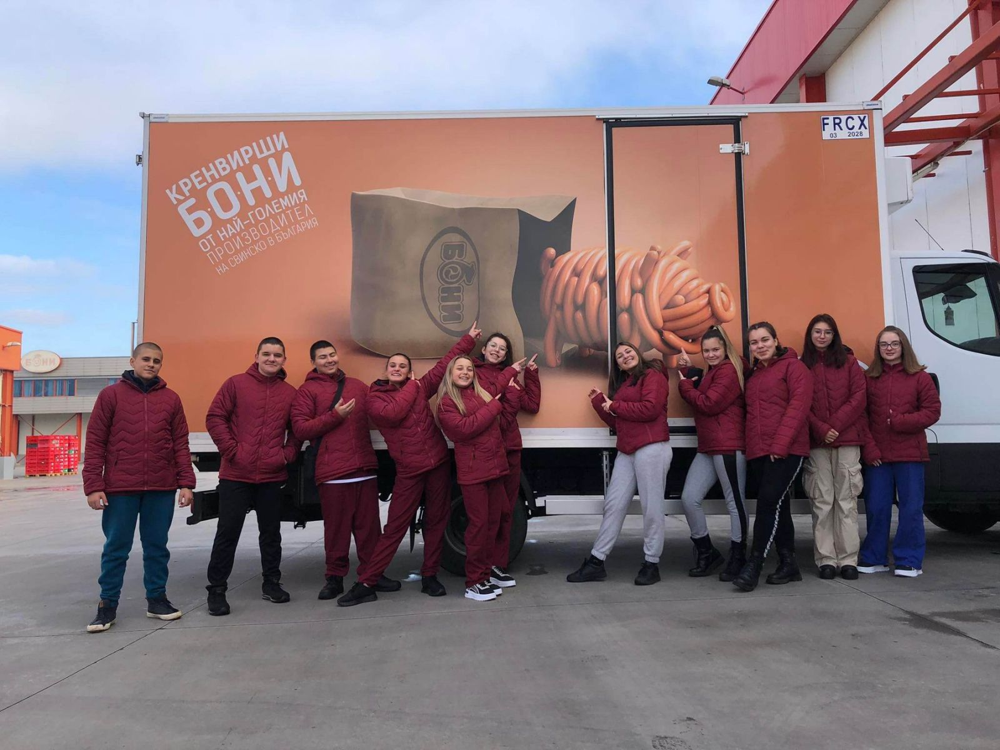 КРЕНВИРШИ
Б·О·Н·И
ОТ НАЙ-ГОЛЕМИЯ
ПРОИЗВОДИТЕЛ
НА СВИНСКО В БЪЛГАРИЯ
БОНИ
FRCX
03 2028
БОНИ